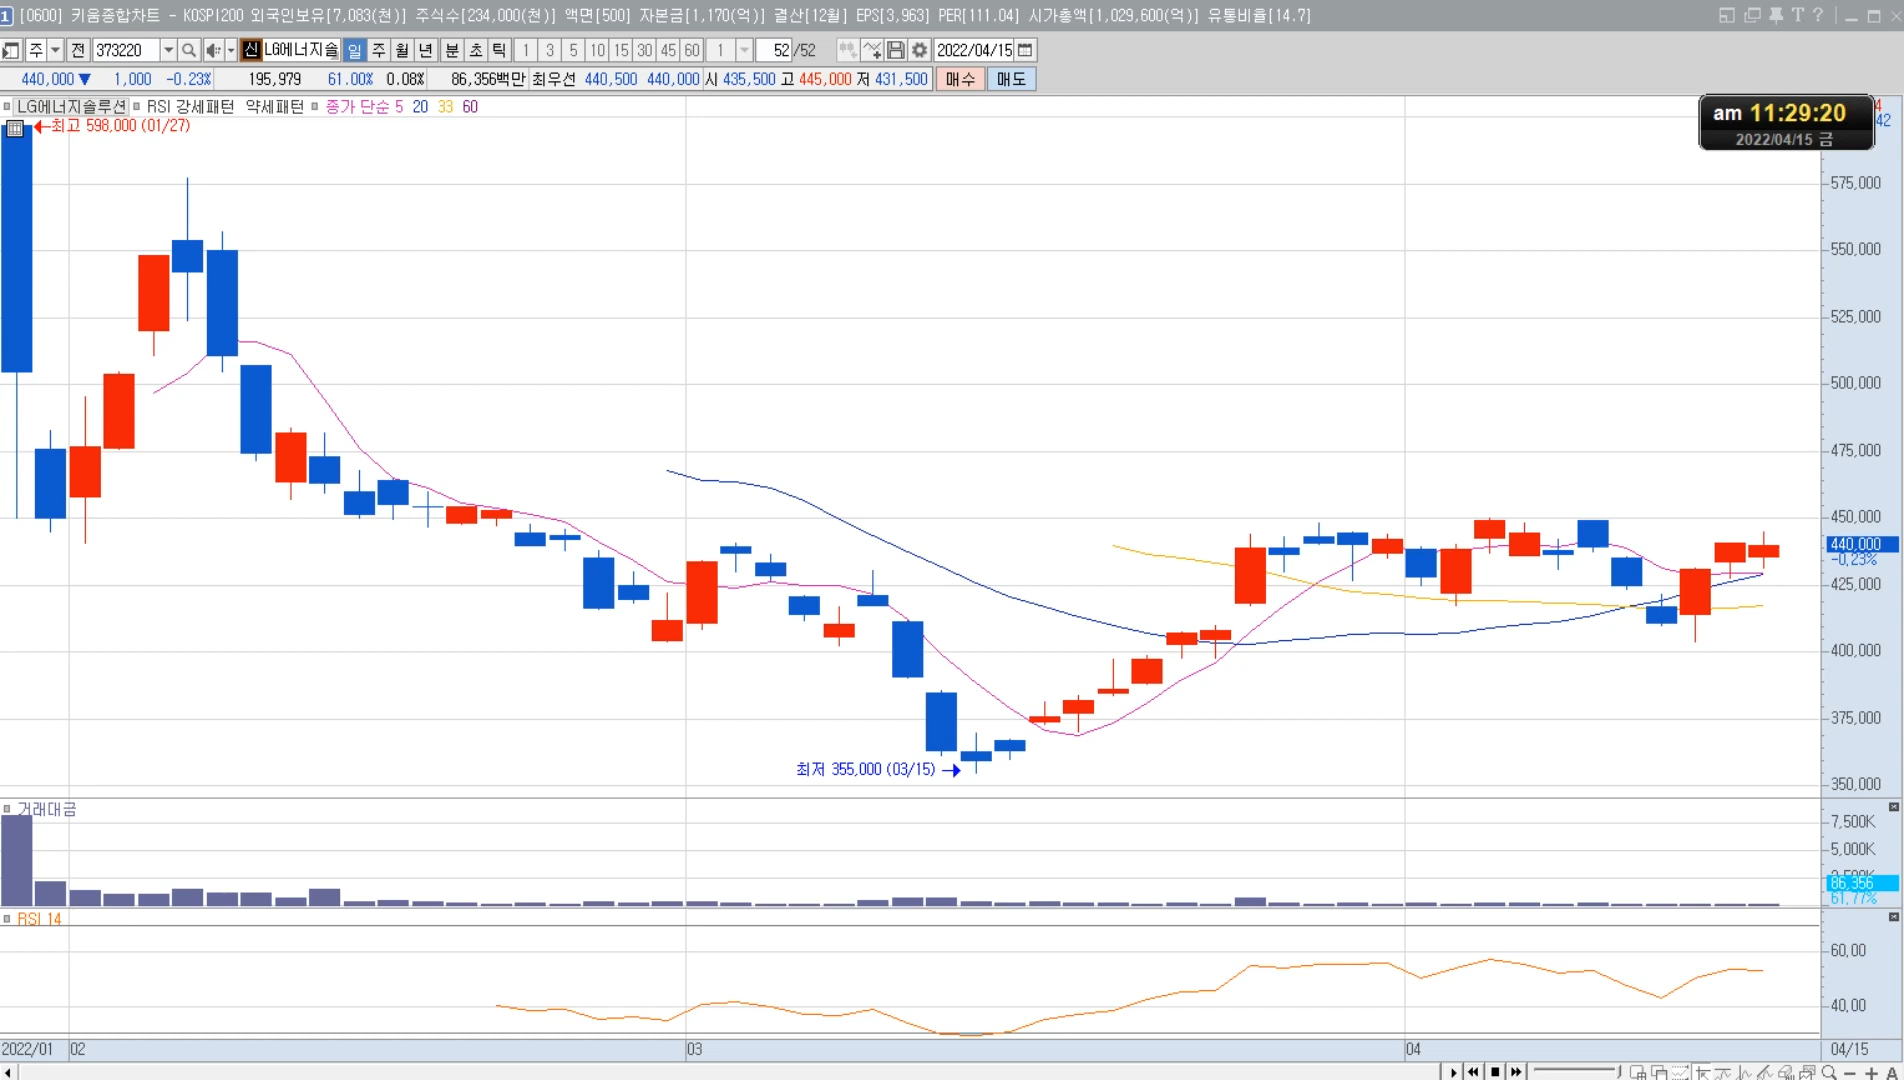 1 [0600] 키움종합차트 - KOSPI200 외국인보유[7,083(천)] 주식수[234,000(천)] 액면[500] 자본금[1,170(억)] 결산[12월] EPS[3,963] PER[111.04] 시가총액[1,029,600(억)] 유통비율[14.7] T ?
주 전 373220 신 LG에너지솔 일 주 월 년 분 초 틱 1 3 5 10 15 30 45 60 1 52 /52 2022/04/15
440,000 ▼ 1,000 -0.23% 195,979 61.00% 0.08% 86,356백만 최우선 440,500 440,000 시 435,500 고 445,000 저 431,500 매수 매도
LG에너지솔루션 RSI 강세패턴 약세패턴 종가 단순 5 20 33 60
am 11:29:20
2022/04/15 금
4
42
최고 598,000 (01/27)
575,000
550,000
525,000
500,000
475,000
450,000
440,000
-0,23%
425,000
400,000
375,000
최저 355,000 (03/15)
350,000
거래대금
7,500K
5,000K
86,356
61,77%
RSI 14
60,00
40,00
2022/01 02 03 04 04/15
A